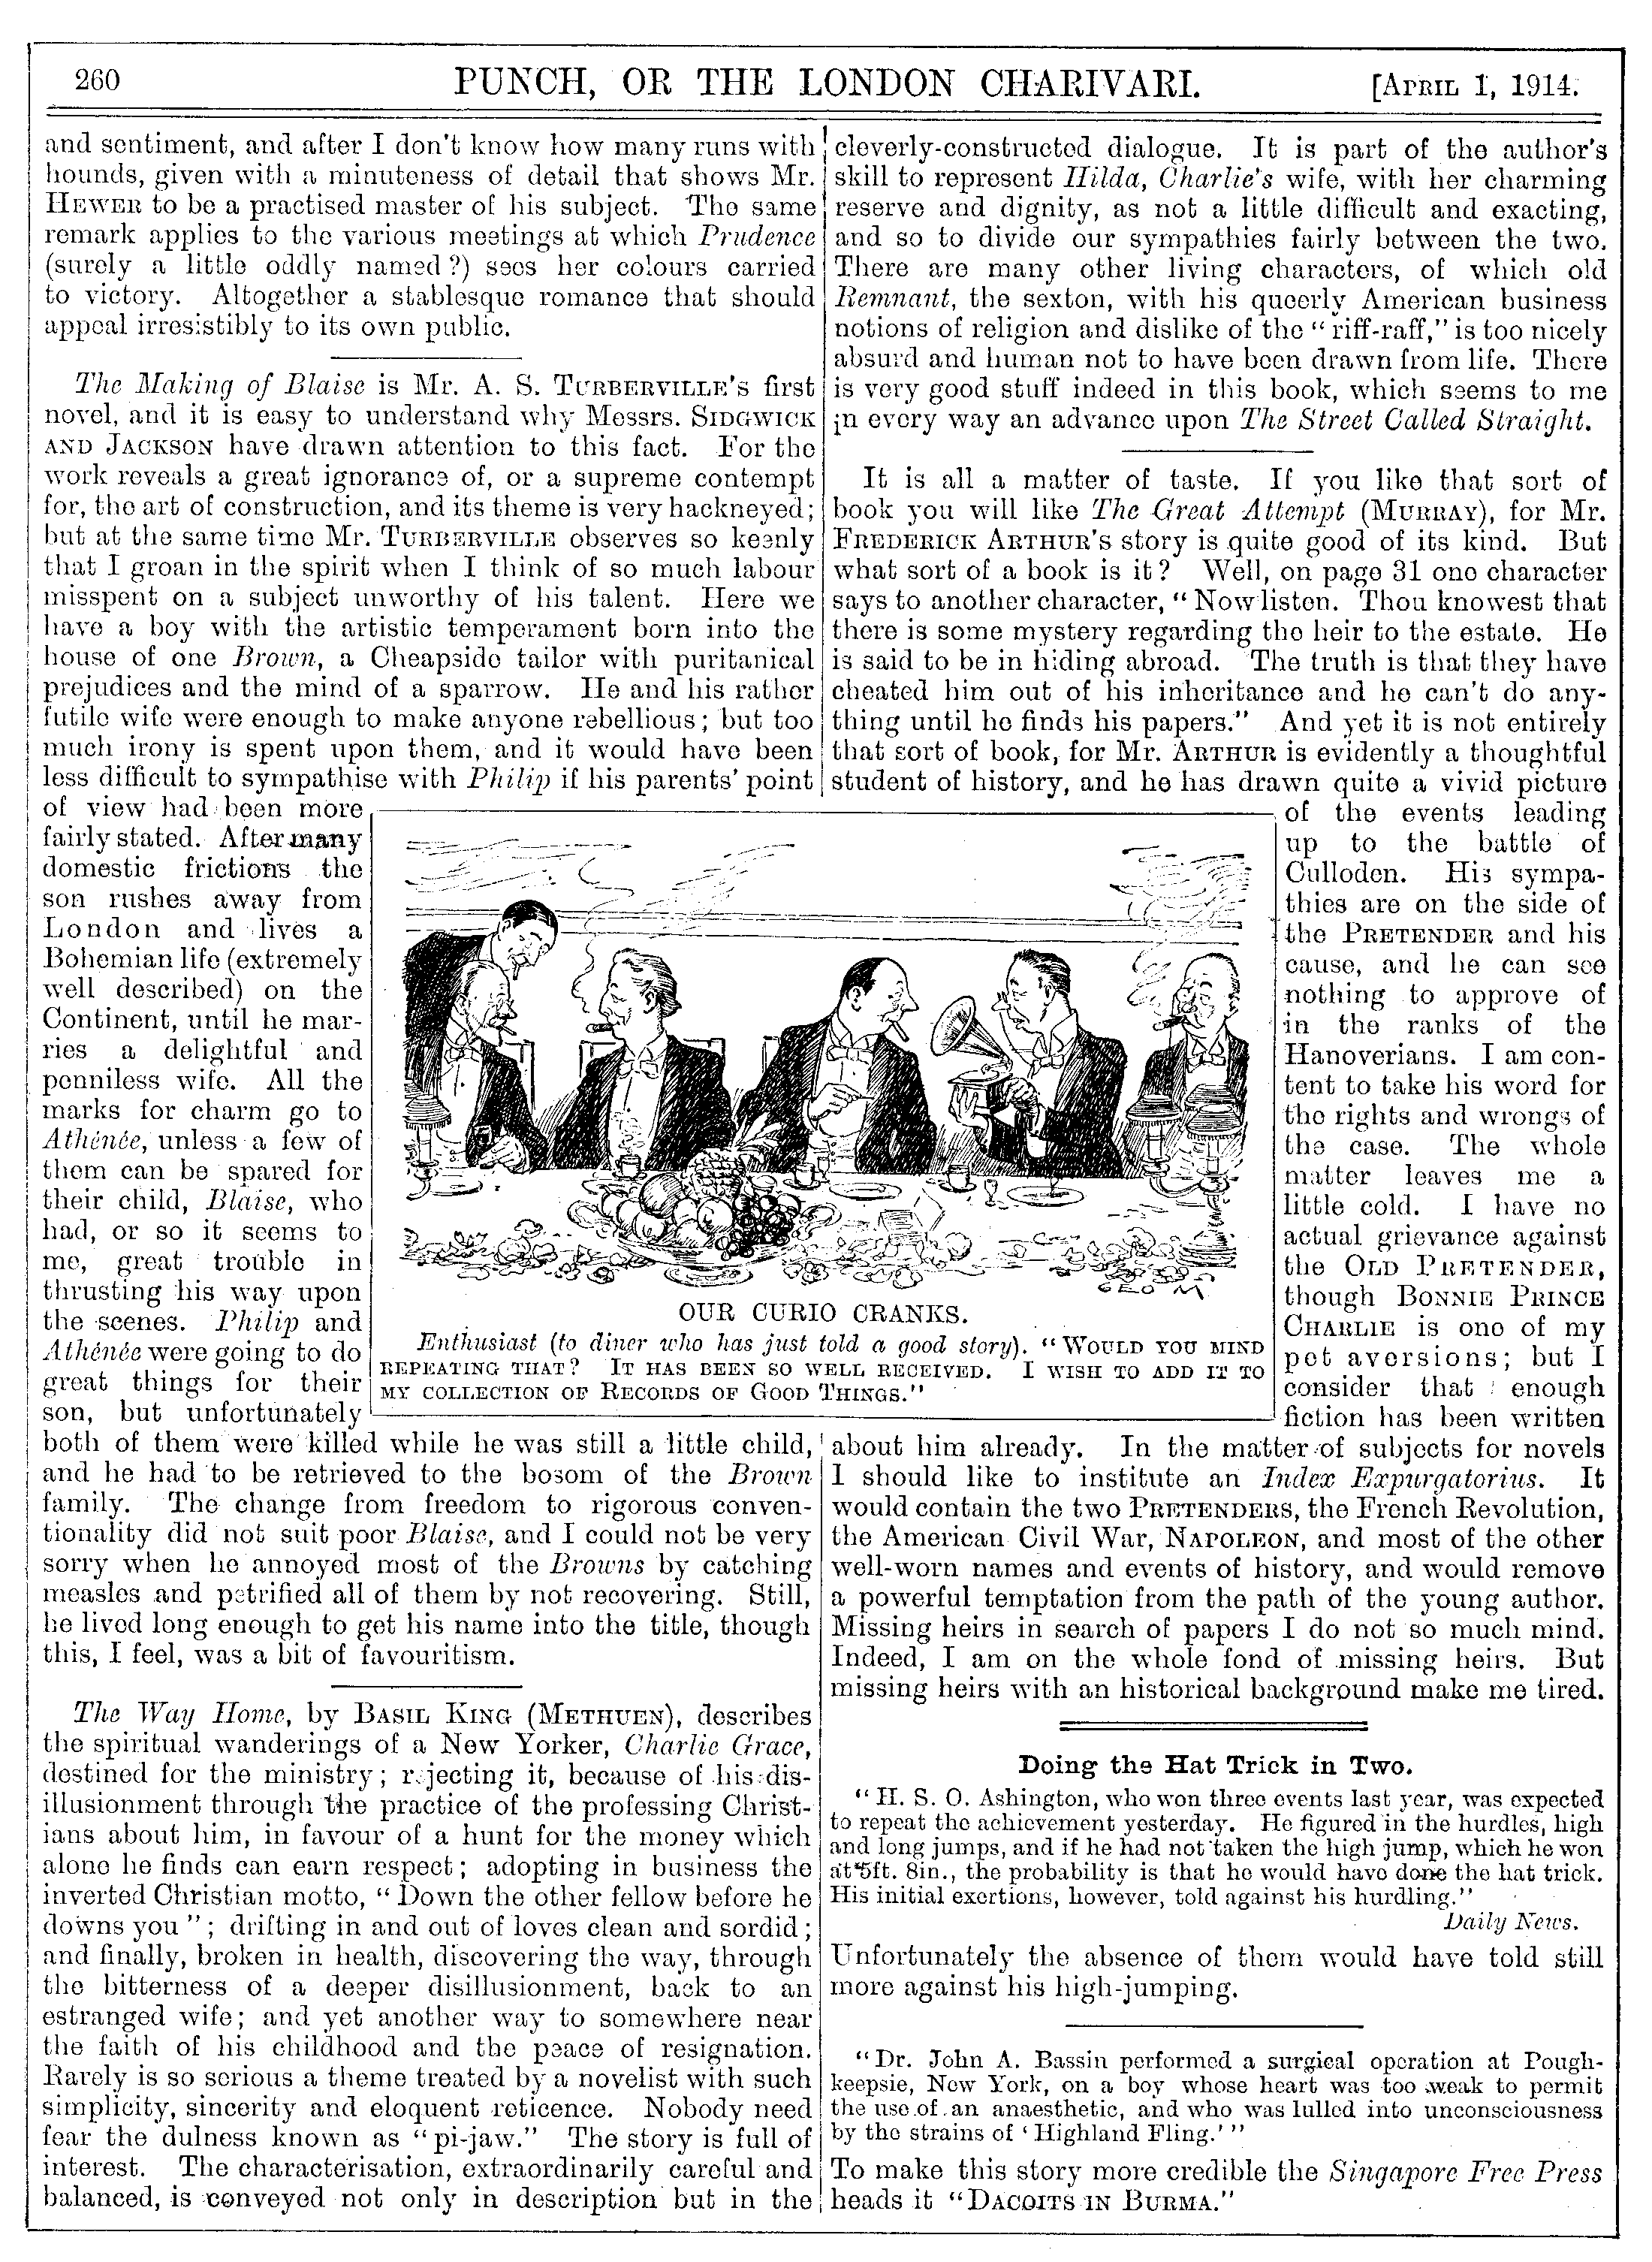 260
PUNCH, OR THE LONDON CHARIVARI.
[APRIL 1, 1914.
and sentiment, and after I don't know how many runs with
hounds, given with a minuteness of detail that shows Mr.
HEWER to be a practised master of his subject. The same
remark applies to the various meetings at which Prudence
(surely a little oddly named?) sees her colours carried
to victory. Altogether a stablesque romance that should
appeal irresistibly to its own public.
The Making of Blaise is Mr. A. S. TURBERVILLE'S first
novel, and it is easy to understand why Messrs. SIDGWICK
AND JACKSON have drawn attention to this fact. For the
work reveals a great ignorance of, or a supreme contempt
for, the art of construction, and its theme is very hackneyed;
but at the same time Mr. TURBERVILLE observes so keenly
that I groan in the spirit when I think of so much labour
misspent on a subject unworthy of his talent. Here we
have a boy with the artistic temperament born into the
house of one Brown, a Cheapside tailor with puritanical
prejudices and the mind of a sparrow. He and his rather
futile wife were enough to make anyone rebellious; but too
much irony is spent upon them, and it would have been
less difficult to sympathise with Philip if his parents' point
of view had been more
fairly stated. After many
domestic frictions the
son rushes away from
London and lives a
Bohemian life (extremely
well described) on the
Continent, until he mar-
ries a delightful and
penniless wife. All the
marks for charm go to
Athénée, unless a few of
them can be spared for
their child, Blaise, who
had, or so it seems to
me, great trouble in
thrusting his way upon
the scenes. Philip and
Athénée were going to do
great things for their
son, but unfortunately
both of them were killed while he was still a little child,
and he had to be retrieved to the bosom of the Brown
family. The change from freedom to rigorous conven-
tionality did not suit poor Blaise, and I could not be very
sorry when he annoyed most of the Browns by catching
measles and petrified all of them by not recovering. Still,
he lived long enough to get his name into the title, though
this, I feel, was a bit of favouritism.
The Way Home, by BASIL KING (METHUEN), describes
the spiritual wanderings of a New Yorker, Charlie Grace,
destined for the ministry; rejecting it, because of his dis-
illusionment through the practice of the professing Christ-
ians about him, in favour of a hunt for the money which
alone he finds can earn respect; adopting in business the
inverted Christian motto, "Down the other fellow before he
downs you"; drifting in and out of loves clean and sordid;
and finally, broken in health, discovering the way, through
the bitterness of a deeper disillusionment, back to an
estranged wife; and yet another way to somewhere near
the faith of his childhood and the peace of resignation.
Rarely is so serious a theme treated by a novelist with such
simplicity, sincerity and eloquent reticence. Nobody need
fear the dulness known as "pi-jaw." The story is full of
interest. The characterisation, extraordinarily careful and
balanced, is conveyed not only in description but in the
cleverly-constructed dialogue. It is part of the author's
skill to represent Hilda, Charlie's wife, with her charming
reserve and dignity, as not a little difficult and exacting,
and so to divide our sympathies fairly between the two.
There are many other living characters, of which old
Remnant, the sexton, with his queerly American business
notions of religion and dislike of the "riff-raff," is too nicely
absurd and human not to have been drawn from life. There
is very good stuff indeed in this book, which seems to me
in every way an advance upon The Street Called Straight.
It is all a matter of taste. If you like that sort of
book you will like The Great Attempt (MURRAY), for Mr.
FREDERICK ARTHUR'S story is quite good of its kind. But
what sort of a book is it? Well, on page 31 one character
says to another character, "Now listen. Thou knowest that
there is some mystery regarding the heir to the estate. He
is said to be in hiding abroad. The truth is that they have
cheated him out of his inheritance and he can't do any-
thing until he finds his papers." And yet it is not entirely
that sort of book, for Mr. ARTHUR is evidently a thoughtful
student of history, and he has drawn quite a vivid picture
of the events leading
up to the battle of
Culloden. His sympa-
thies are on the side of
the PRETENDER and his
cause, and he can see
nothing to approve of
in the ranks of the
Hanoverians. I am con-
tent to take his word for
the rights and wrongs of
the case. The whole
matter leaves me a
little cold. I have no
actual grievance against
the OLD PRETENDER,
though BONNIE PRINCE
CHARLIE is one of my
pet aversions; but I
consider that enough
fiction has been written
about him already. In the matter of subjects for novels
I should like to institute an Index Expurgatorius. It
would contain the two PRETENDERS, the French Revolution,
the American Civil War, NAPOLEON, and most of the other
well-worn names and events of history, and would remove
a powerful temptation from the path of the young author.
Missing heirs in search of papers I do not so much mind.
Indeed, I am on the whole fond of missing heirs. But
missing heirs with an historical background make me tired.
GEO M
OUR CURIO CRANKS.
Enthusiast (to diner who has just told a good story). "WOULD YOU MIND
REPEATING THAT? IT HAS BEEN SO WELL RECEIVED. I WISH TO ADD IT TO
MY COLLECTION OF RECORDS OF GOOD THINGS."
Doing the Hat Trick in Two.
"H. S. O. Ashington, who won three events last year, was expected
to repeat the achievement yesterday. He figured in the hurdles, high
and long jumps, and if he had not taken the high jump, which he won
at 5ft. 8in., the probability is that he would have done the hat trick.
His initial exertions, however, told against his hurdling."
Daily News.
Unfortunately the absence of them would have told still
more against his high-jumping.
"Dr. John A. Bassin performed a surgical operation at Pough-
keepsie, New York, on a boy whose heart was too weak to permit
the use of an anaesthetic, and who was lulled into unconsciousness
by the strains of 'Highland Fling.'"
To make this story more credible the Singapore Free Press
heads it "DACOITS IN BURMA."